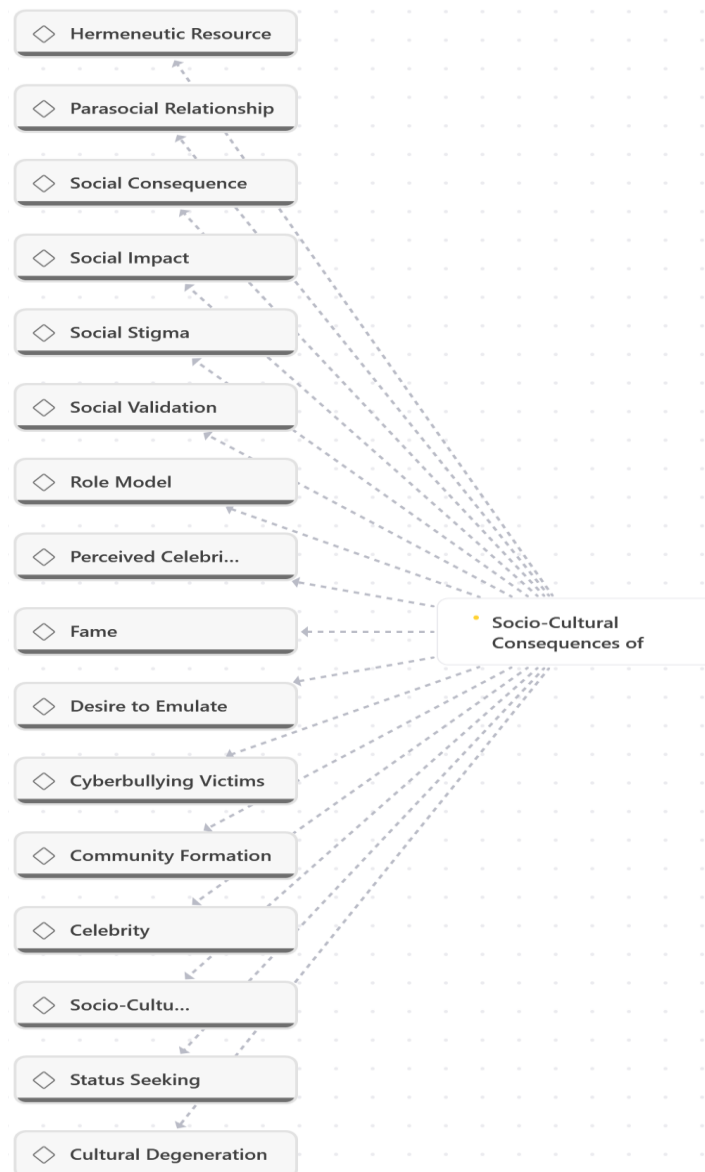 Hermeneutic Resource
Parasocial Relationship
Social Consequence
Social Impact
Social Stigma
Social Validation
Role Model
Perceived Celebri...
Fame
Socio-Cultural
Consequences of
Desire to Emulate
Cyberbullying Victims
Community Formation
Celebrity
Socio-Cultu...
Status Seeking
Cultural Degeneration